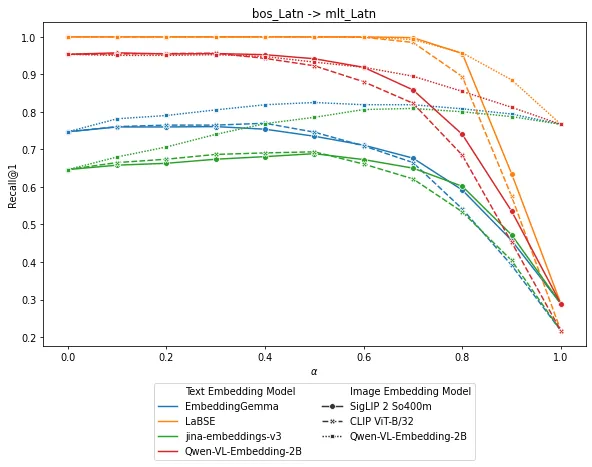 bos_Latn -> mlt_Latn
1.0
0.9
0.8
0.7
0.6
0.5
0.4
0.3
0.2
Recall@1
0.0 0.2 0.4 0.6 0.8 1.0
α
Text Embedding Model Image Embedding Model
EmbeddingGemma SigLIP 2 So400m
LaBSE CLIP ViT-B/32
jina-embeddings-v3 Qwen-VL-Embedding-2B
Qwen-VL-Embedding-2B